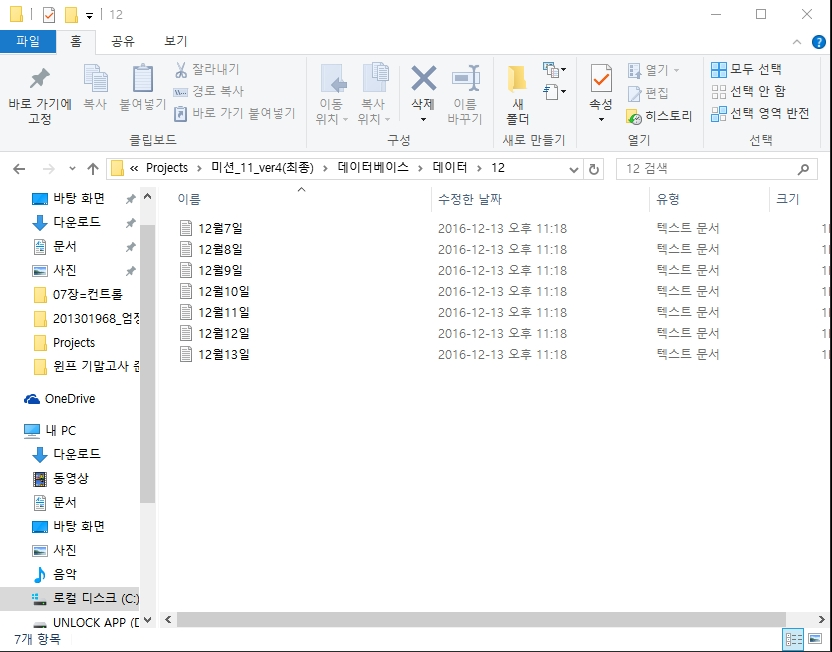 12
파일 홈 공유 보기
바로 가기에 고정
복사
붙여넣기
잘라내기
경로 복사
바로 가기 붙여넣기
클립보드
이동 위치
복사 위치
삭제
이름 바꾸기
구성
새 폴더
새로 만들기
속성
열기
편집
히스토리
열기
모두 선택
선택 안 함
선택 영역 반전
선택
« Projects › 미션_11_ver4(최종) › 데이터베이스 › 데이터 › 12
12 검색
바탕 화면
다운로드
문서
사진
07장=컨트롤
201301968_엄정
Projects
윈프 기말고사 준
OneDrive
내 PC
다운로드
동영상
문서
바탕 화면
사진
음악
로컬 디스크 (C:)
UNLOCK APP (D
이름 수정한 날짜 유형 크기
12월7일 2016-12-13 오후 11:18 텍스트 문서
12월8일 2016-12-13 오후 11:18 텍스트 문서
12월9일 2016-12-13 오후 11:18 텍스트 문서
12월10일 2016-12-13 오후 11:18 텍스트 문서
12월11일 2016-12-13 오후 11:18 텍스트 문서
12월12일 2016-12-13 오후 11:18 텍스트 문서
12월13일 2016-12-13 오후 11:18 텍스트 문서
7개 항목